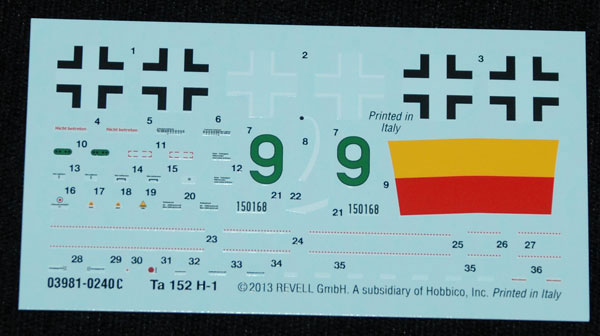 1 2 3
Printed in
Italy
4 5 6 7 8 7
Nicht betreten Nicht betreten
9 9
10 11 12
13 14 15 9
16 17 18 19 20 21 22
150168 21 150168
23 24 25 26 27
28 29 30 31 32 33 34 35 35 36
03981-0240 C Ta 152 H-1 ©2013 REVELL GmbH. A subsidiary of Hobbico, Inc. Printed in Italy